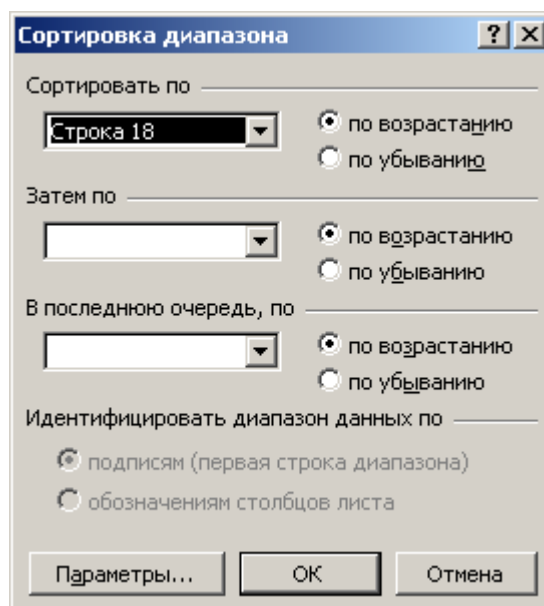 Сортировка диапазона
Сортировать по
Строка 18
по возрастанию
по убыванию
Затем по
по возрастанию
по убыванию
В последнюю очередь, по
по возрастанию
по убыванию
Идентифицировать диапазон данных по
подписям (первая строка диапазона)
обозначениям столбцов листа
Параметры... ОК Отмена